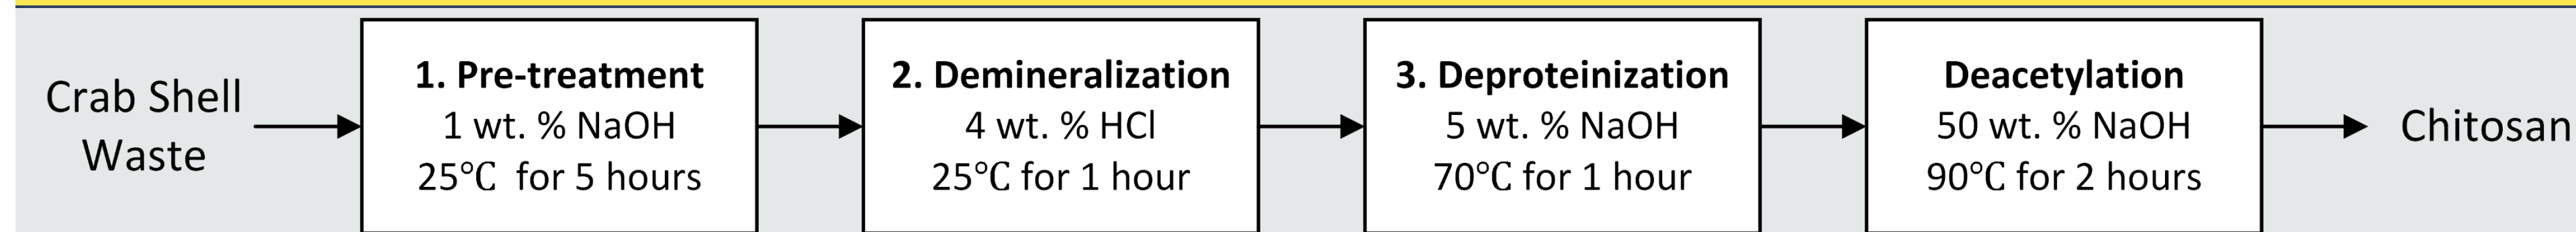 Crab Shell
Waste
1. Pre-treatment
1 wt. % NaOH
25℃  for 5 hours
2. Demineralization
4 wt. % HCl
25℃ for 1 hour
3. Deproteinization
5 wt. % NaOH
70℃ for 1 hour
Deacetylation
50 wt. % NaOH
90℃ for 2 hours
Chitosan